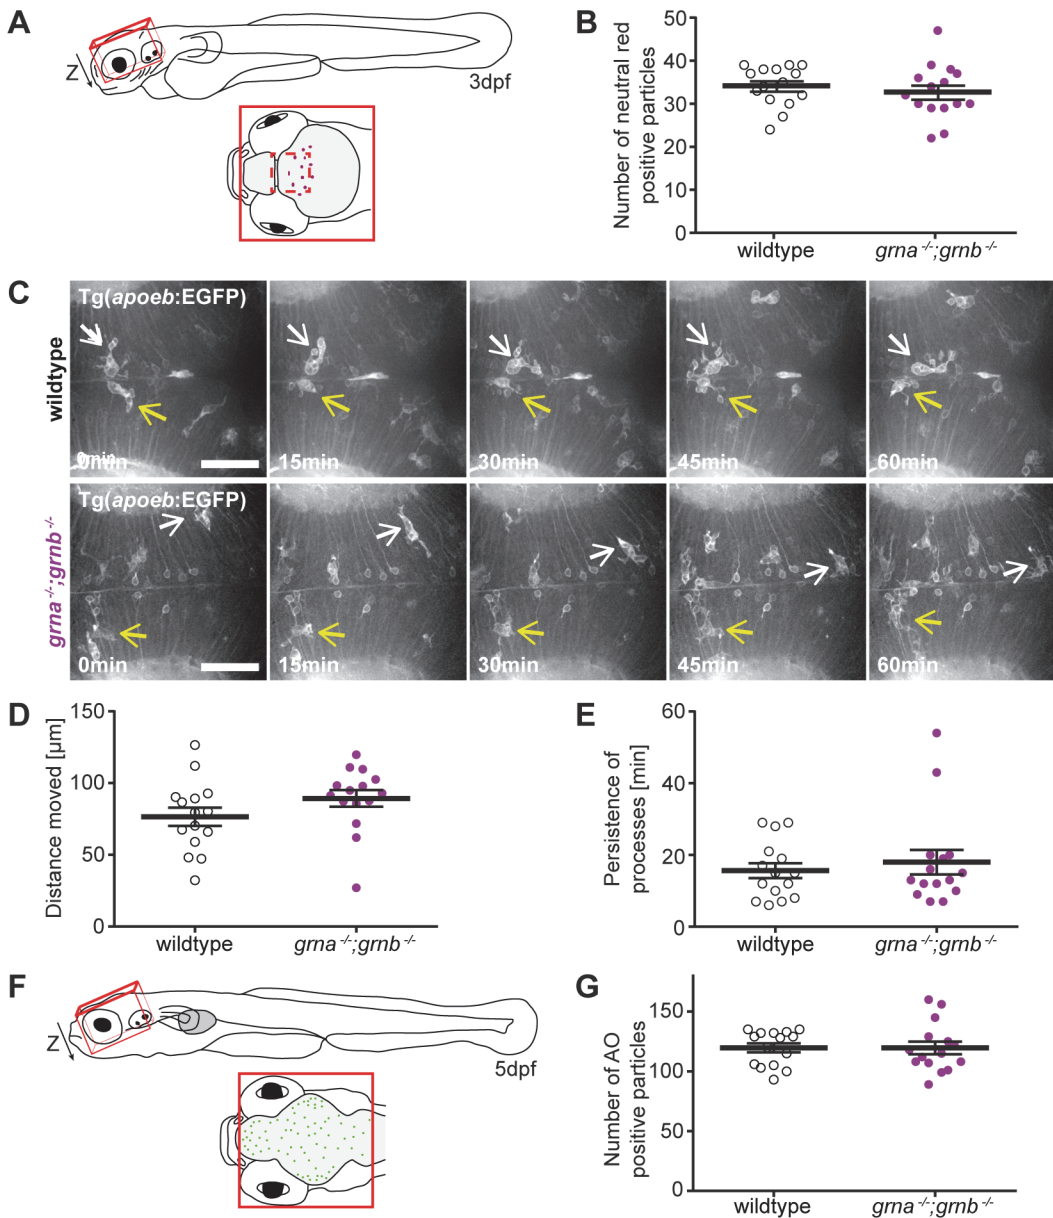 A
Z
3dpf
B
Number of neutral red
positive particles
50
40
30
20
10
0
wildtype
grna-/-;grnb-/-
C
wildtype
Tg(apoeb:EGFP)
0min
0min
15min
30min
45min
60min
grna-/-;grnb-/-
Tg(apoeb:EGFP)
0min
15min
30min
45min
60min
D
Distance moved [µm]
150
100
50
0
wildtype
grna-/-;grnb-/-
E
Persistence of
processes [min]
60
40
20
0
wildtype
grna-/-;grnb-/-
F
Z
5dpf
G
Number of AO
positive particles
150
100
50
0
wildtype
grna-/-;grnb-/-